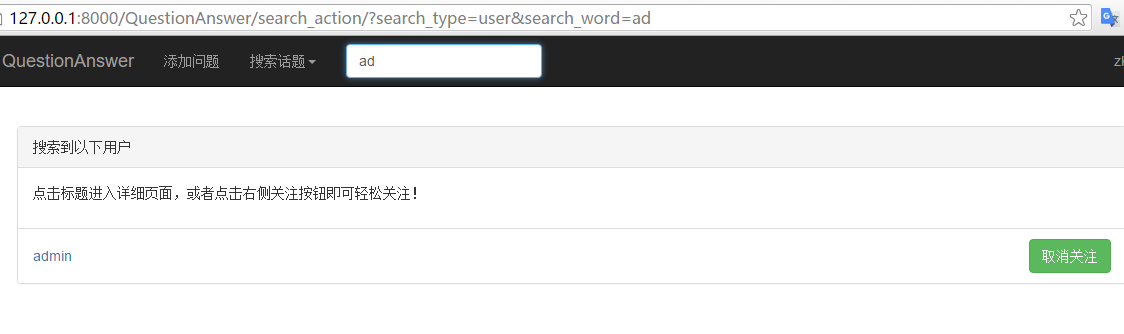 127.0.0.1:8000/QuestionAnswer/search_action/?search_type=user&search_word=ad
QuestionAnswer 添加问题 搜索话题 ad
搜索到以下用户
点击标题进入详细页面，或者点击右侧关注按钮即可轻松关注！
admin 取消关注